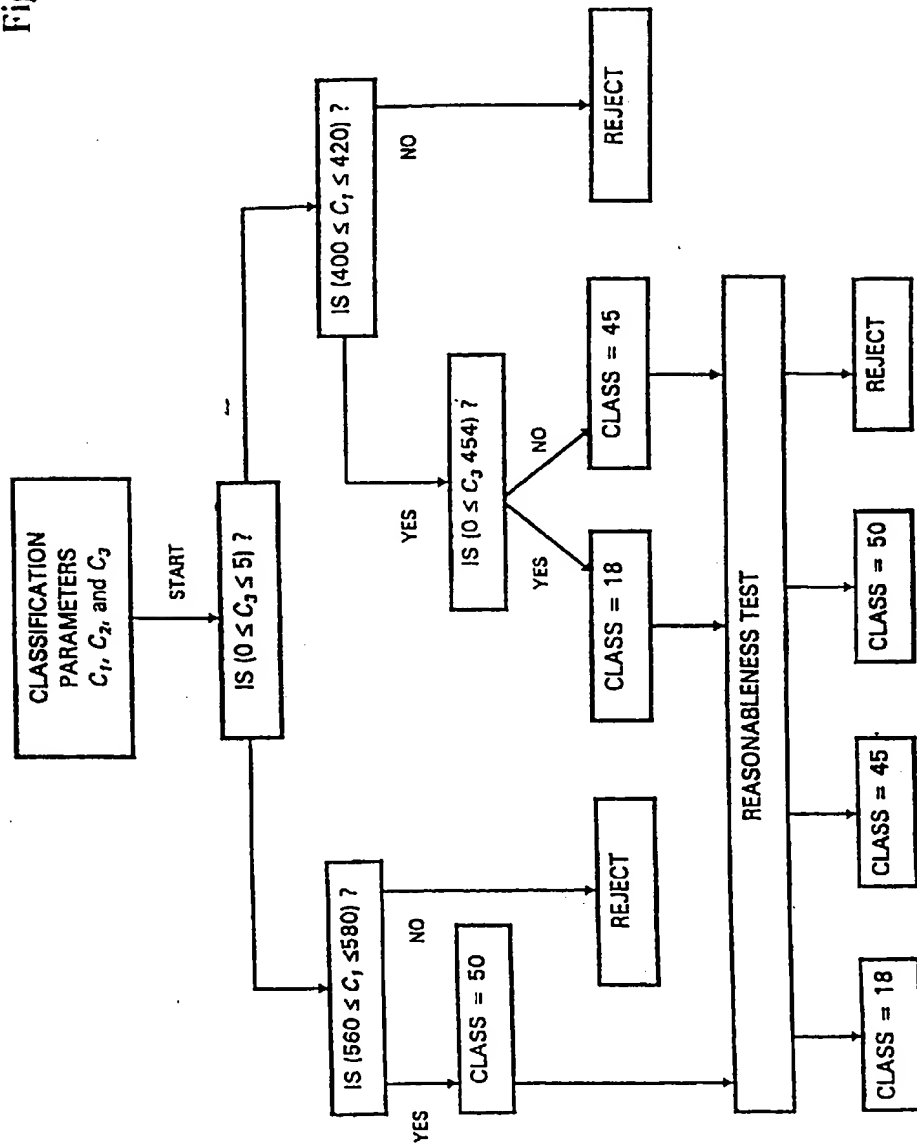 Fig
CLASSIFICATION
PARAMETERS
C₁, C₂, and C₃
START
IS (0 ≤ C₃ ≤ 5) ?
IS (560 ≤ C₁ ≤580) ?
IS (400 ≤ C₁ ≤ 420) ?
YES
NO
YES
NO
CLASS = 50
IS (0 ≤ C₃ 454) ?
YES
NO
REJECT
CLASS = 18
CLASS = 45
REJECT
REASONABLENESS TEST
CLASS = 18
CLASS = 45
CLASS = 50
REJECT